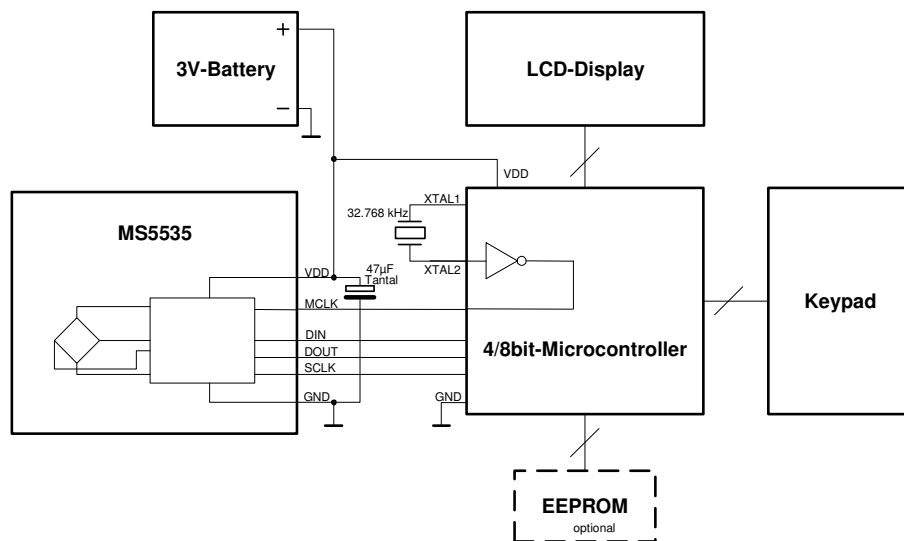 +
3V-Battery
−
LCD-Display
VDD
MS5535
XTAL1
32.768 kHz
XTAL2
47µF
Tantal
VDD
MCLK
DIN
DOUT
SCLK
GND
4/8bit-Microcontroller
GND
Keypad
EEPROM
optional